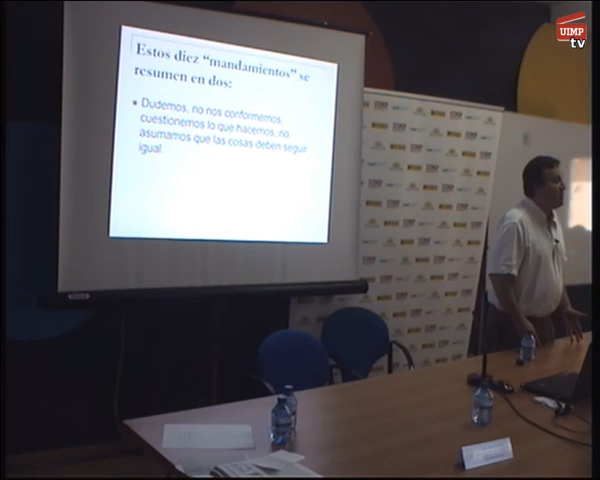 UIMP
tv
Estos diez “mandamientos” se
resumen en dos:
▪ Dudemos, no nos conformemos,
cuestionemos lo que hacemos, no
asumamos que las cosas deben seguir
igual.